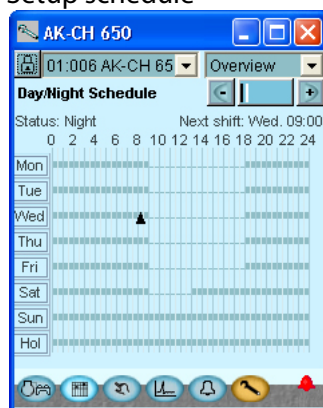 Setup schedule
AK-CH 650
01:006 AK-CH 65 Overview
Day/Night Schedule
Status: Night Next shift: Wed. 09:00
0 2 4 6 8 10 12 14 16 18 20 22 24
Mon
Tue
Wed
Thu
Fri
Sat
Sun
Hol